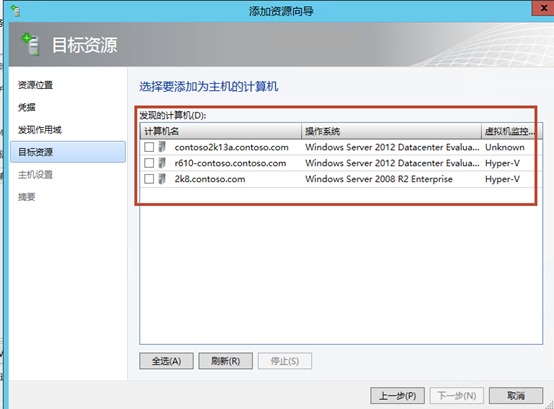 添加资源向导
目标资源
资源位置
凭据
发现作用域
目标资源
主机设置
摘要
选择要添加为主机的计算机
发现的计算机(D):
计算机名 操作系统 虚拟机监控...
contoso2k13a.contoso.com Windows Server 2012 Datacenter Evalua... Unknown
r610-contoso.contoso.com Windows Server 2012 Datacenter Evalua... Hyper-V
2k8.contoso.com Windows Server 2008 R2 Enterprise Hyper-V
全选(A) 刷新(R) 停止(S)
上一步(P) 下一步(N) 取消